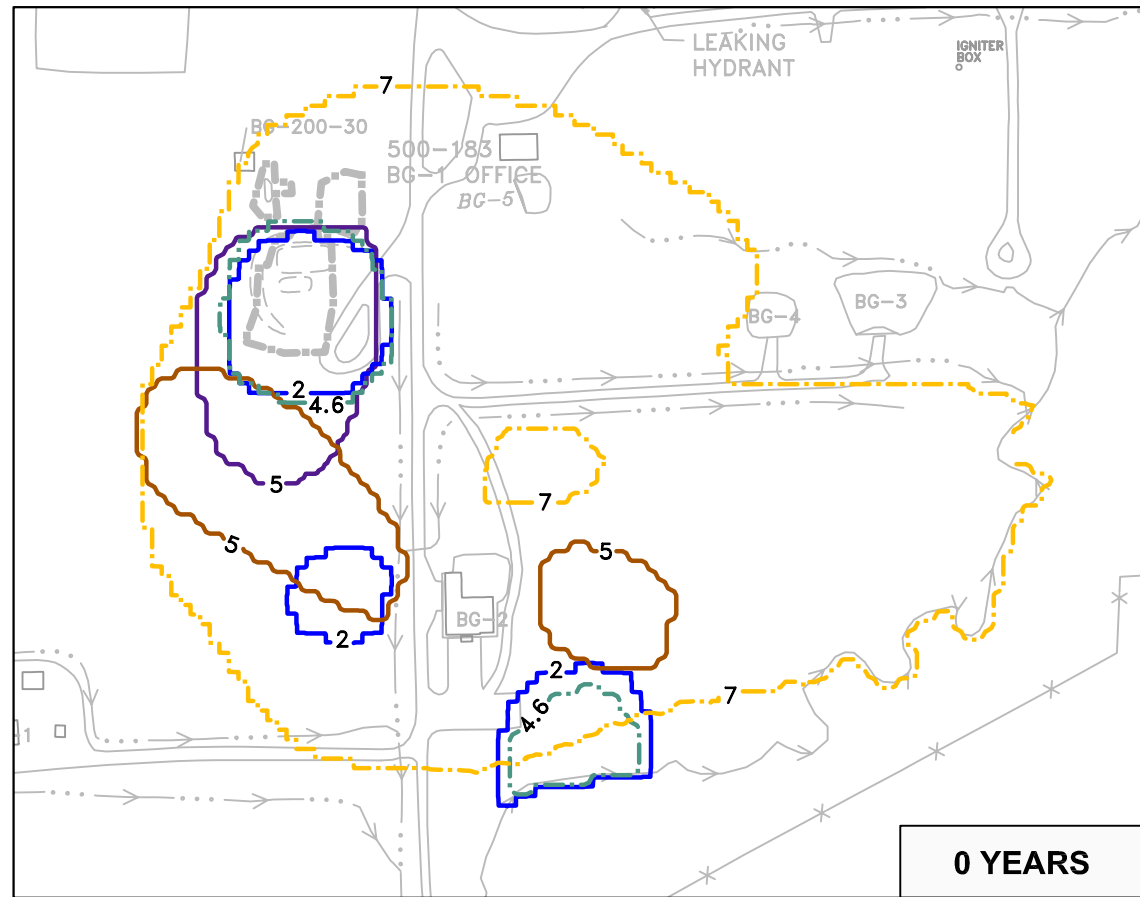 LEAKING
HYDRANT
IGNITER
BOX
7
BG-200-30
500-183
BG-1 OFFICE
BG-5
BG-3
BG-4
2
4.6
5
7
5
5
BG-2
2
2
4.6
7
1
0 YEARS